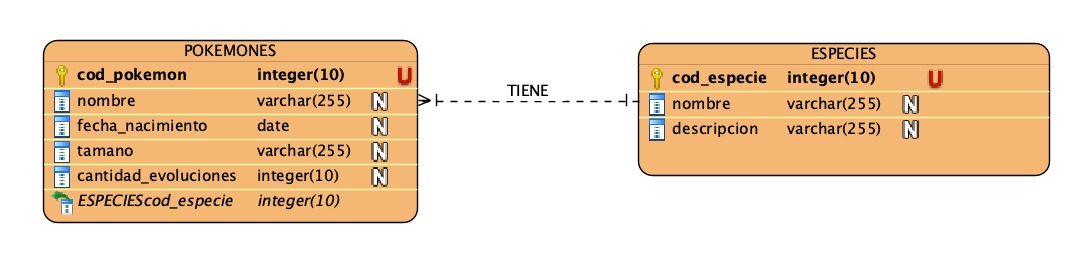 POKEMONES
cod_pokemon integer(10) U
nombre varchar(255) N
fecha_nacimiento date N
tamano varchar(255) N
cantidad_evoluciones integer(10) N
ESPECIEScod_especie integer(10)
TIENE
ESPECIES
cod_especie integer(10) U
nombre varchar(255) N
descripcion varchar(255) N